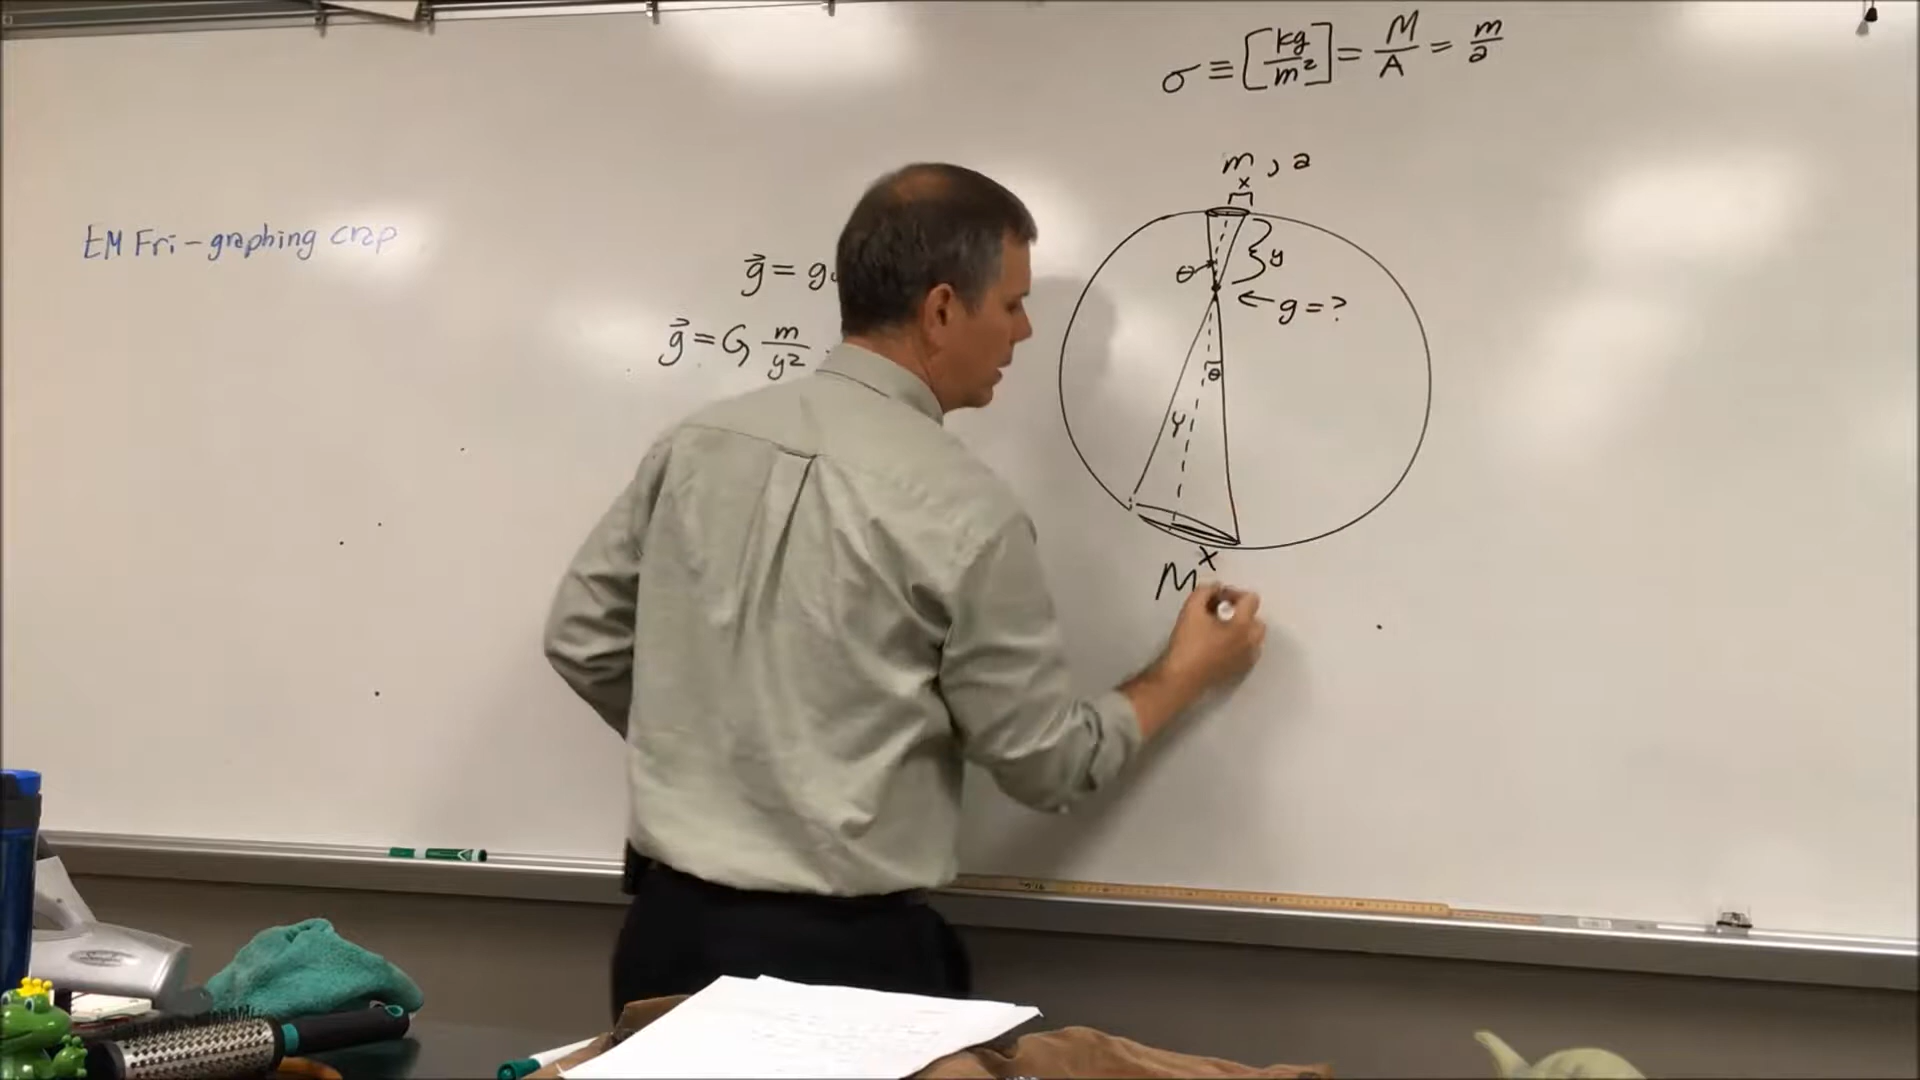 σ ≡ [kg/m²] = M/A = m/a
m , a
x
EM Fri - graphing crap
y
g⃗ = g
θ
← g = ?
g⃗ = G m/y²
θ
Y
X
M